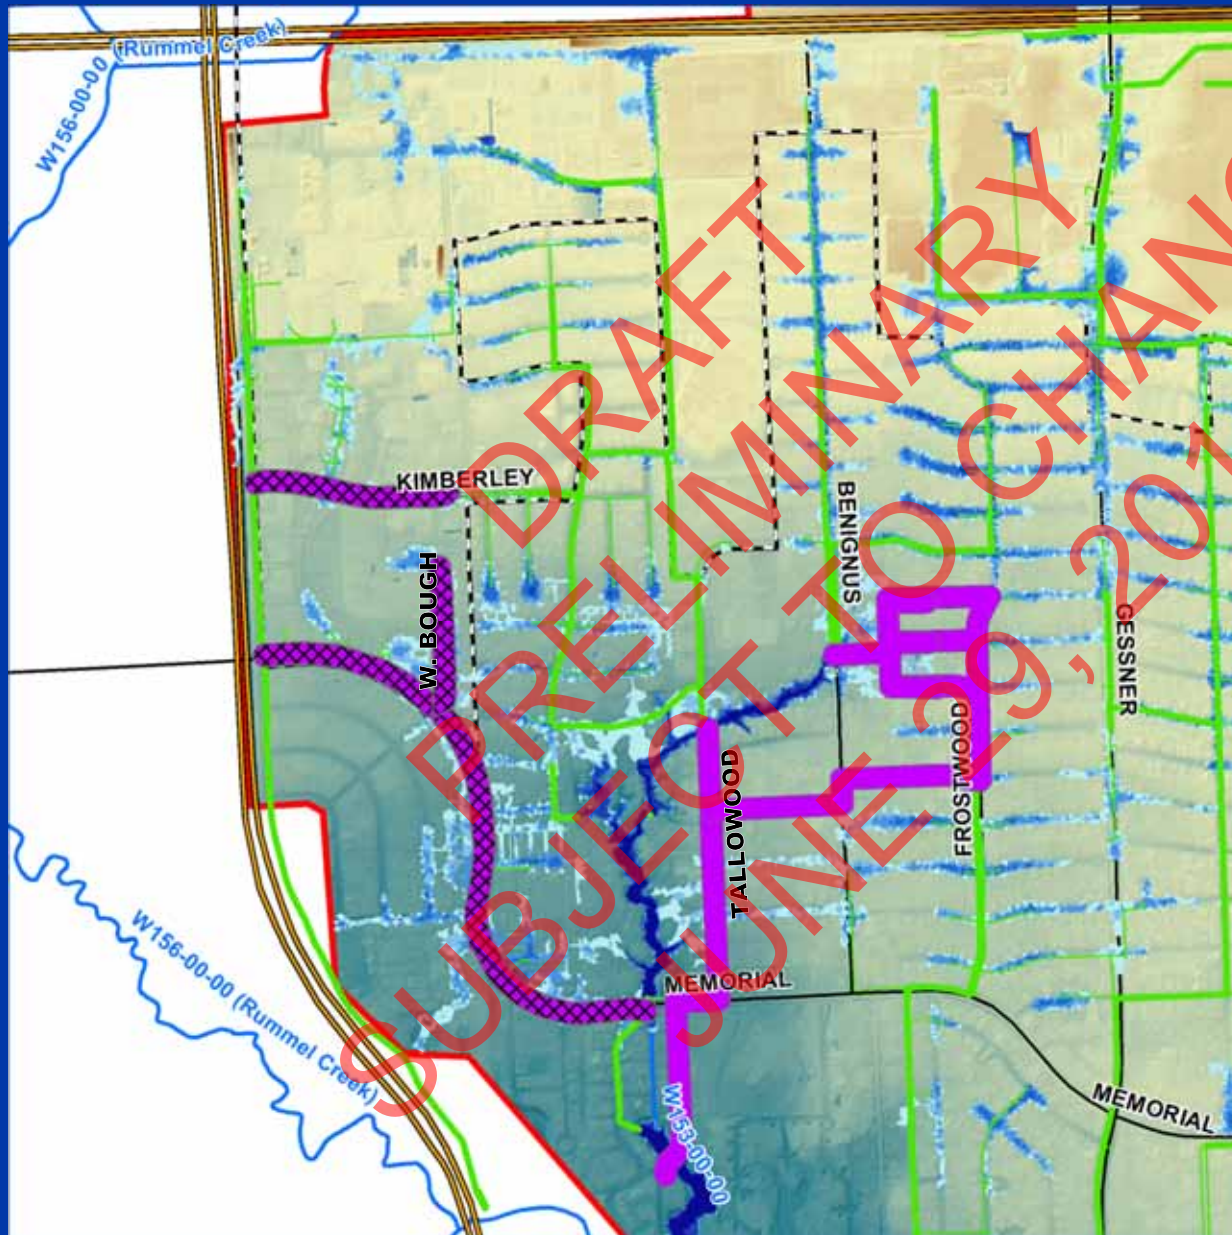 W156-00-00 (Rummel Creek)
KIMBERLEY
BENIGNUS
W. BOUGH
GESSNER
FROSTWOOD
TALLOWOOD
MEMORIAL
W156-00-00 (Rummel Creek)
W153-00-00
MEMORIAL
DRAFT
PRELIMINARY
SUBJECT TO CHANG
JUNE 29, 201